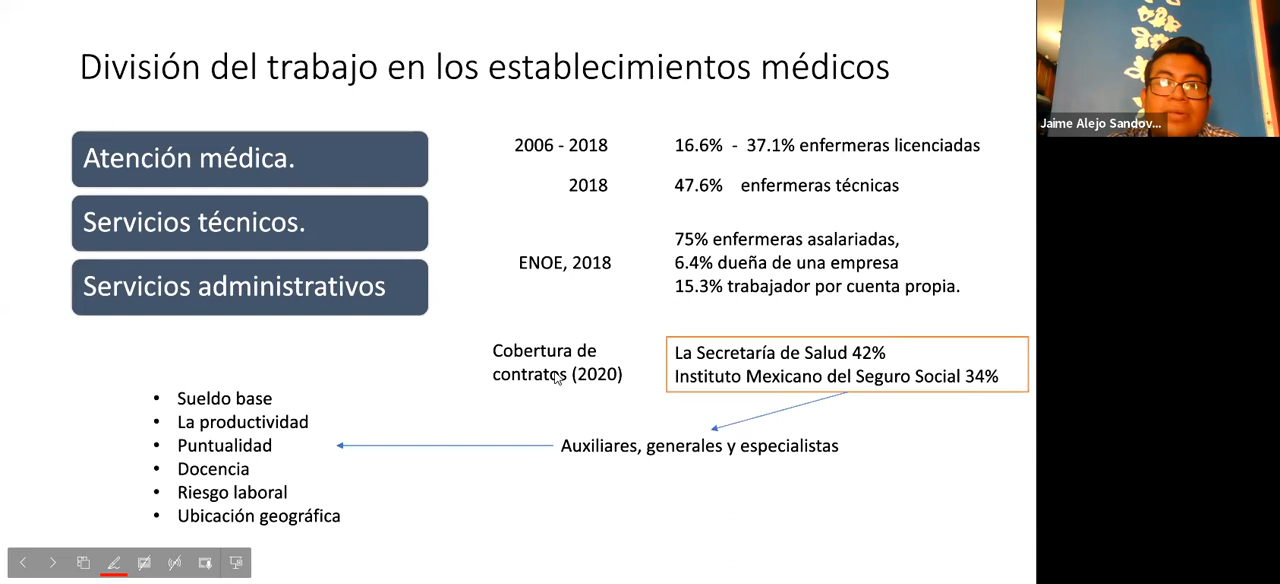 División del trabajo en los establecimientos médicos
Atención médica.
Servicios técnicos.
Servicios administrativos
2006 - 2018
16.6% - 37.1% enfermeras licenciadas
2018
47.6% enfermeras técnicas
ENOE, 2018
75% enfermeras asalariadas,
6.4% dueña de una empresa
15.3% trabajador por cuenta propia.
Cobertura de
contratos (2020)
La Secretaría de Salud 42%
Instituto Mexicano del Seguro Social 34%
Auxiliares, generales y especialistas
• Sueldo base
• La productividad
• Puntualidad
• Docencia
• Riesgo laboral
• Ubicación geográfica
Jaime Alejo Sandov...